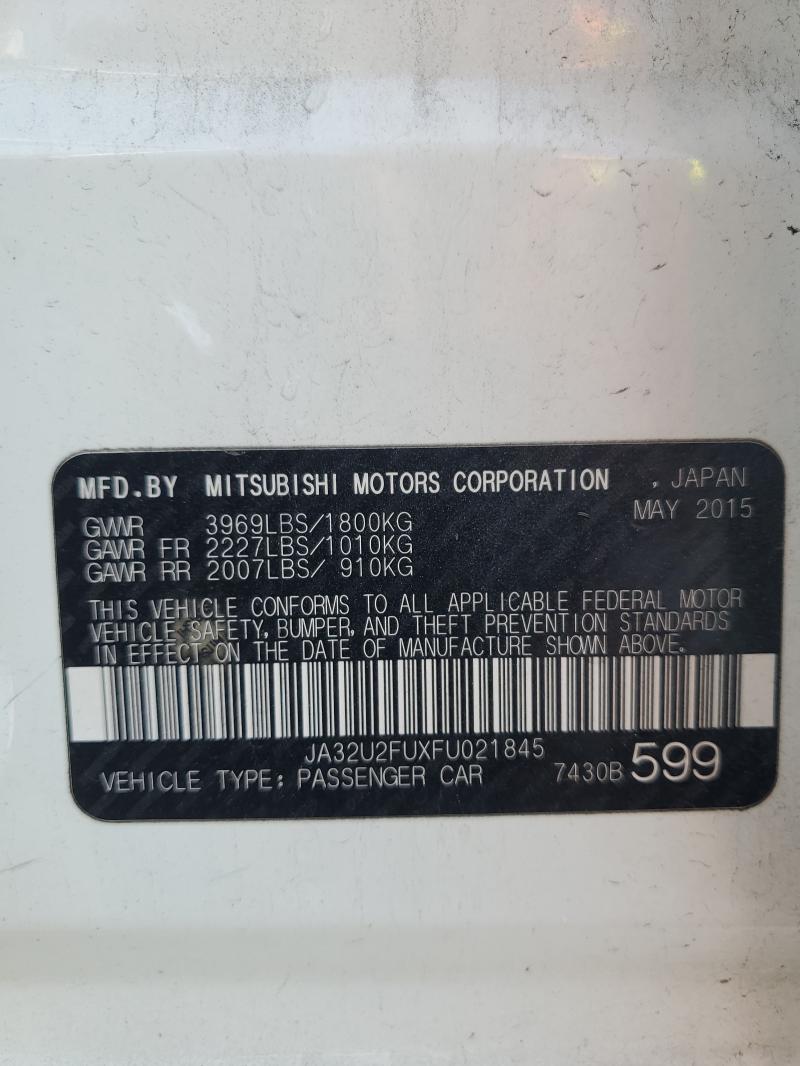 MFD.BY MITSUBISHI MOTORS CORPORATION , JAPAN
MAY 2015
GWWR 3969LBS/1800KG
GAWR FR 2227LBS/1010KG
GAWR RR 2007LBS/ 910KG
THIS VEHICLE CONFORMS TO ALL APPLICABLE FEDERAL MOTOR
VEHICLE SAFETY, BUMPER, AND THEFT PREVENTION STANDARDS
IN EFFECT ON THE DATE OF MANUFACTURE SHOWN ABOVE.
JA32U2FUXFU021845
VEHICLE TYPE: PASSENGER CAR 7430B 599